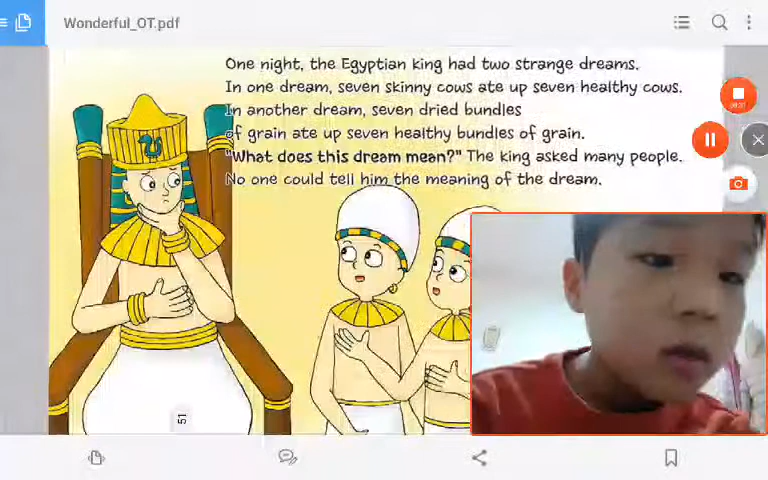 Wonderful_OT.pdf
One night, the Egyptian king had two strange dreams.
In one dream, seven skinny cows ate up seven healthy cows.
In another dream, seven dried bundles
of grain ate up seven healthy bundles of grain.
"What does this dream mean?" The king asked many people.
No one could tell him the meaning of the dream.
51